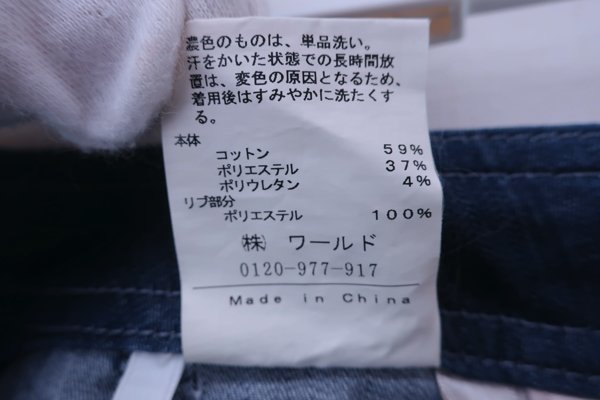 濃色のものは、単品洗い。
汗をかいた状態での長時間放
置は、変色の原因となるため、
着用後はすみやかに洗たくす
る。
本体
コットン 59%
ポリエステル 37%
ポリウレタン 4%
リブ部分
ポリエステル 100%
㈱ ワールド
0120-977-917
Made in China